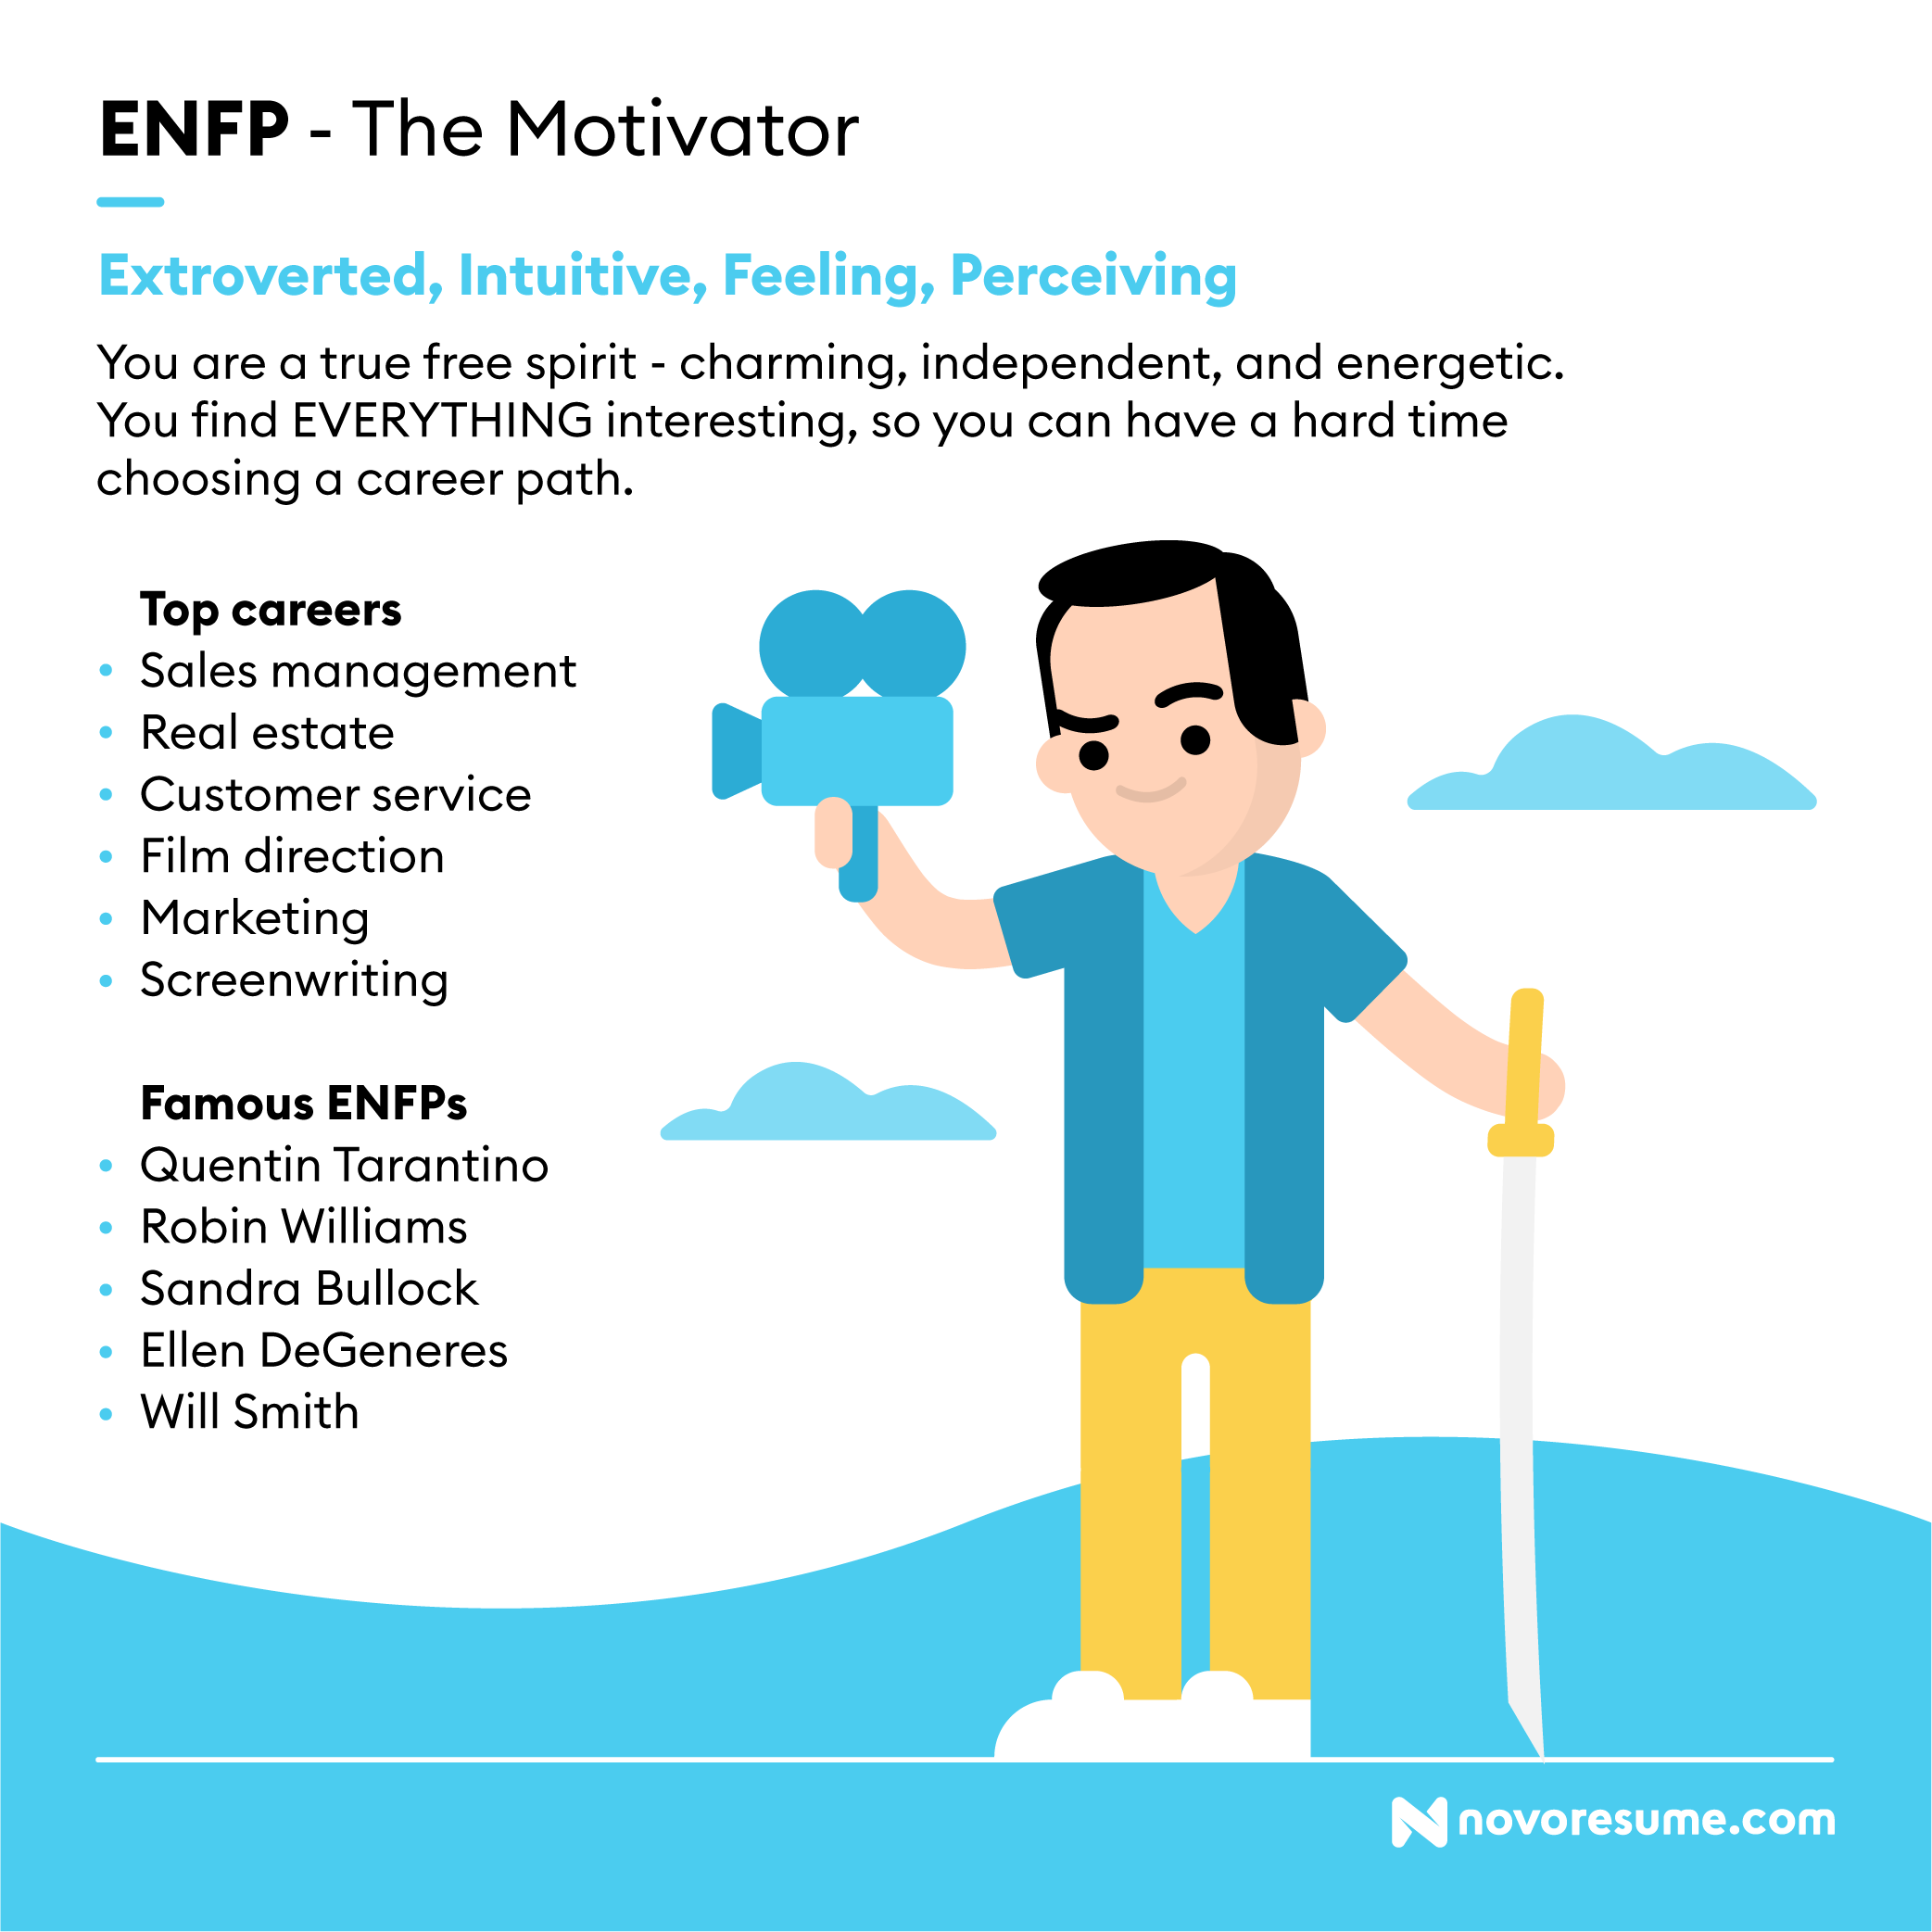 ENFP - The Motivator
Extroverted, Intuitive, Feeling, Perceiving
You are a true free spirit - charming, independent, and energetic.
You find EVERYTHING interesting, so you can have a hard time
choosing a career path.
Top careers
• Sales management
• Real estate
• Customer service
• Film direction
• Marketing
• Screenwriting
Famous ENFPs
• Quentin Tarantino
• Robin Williams
• Sandra Bullock
• Ellen DeGeneres
• Will Smith
novoresume.com